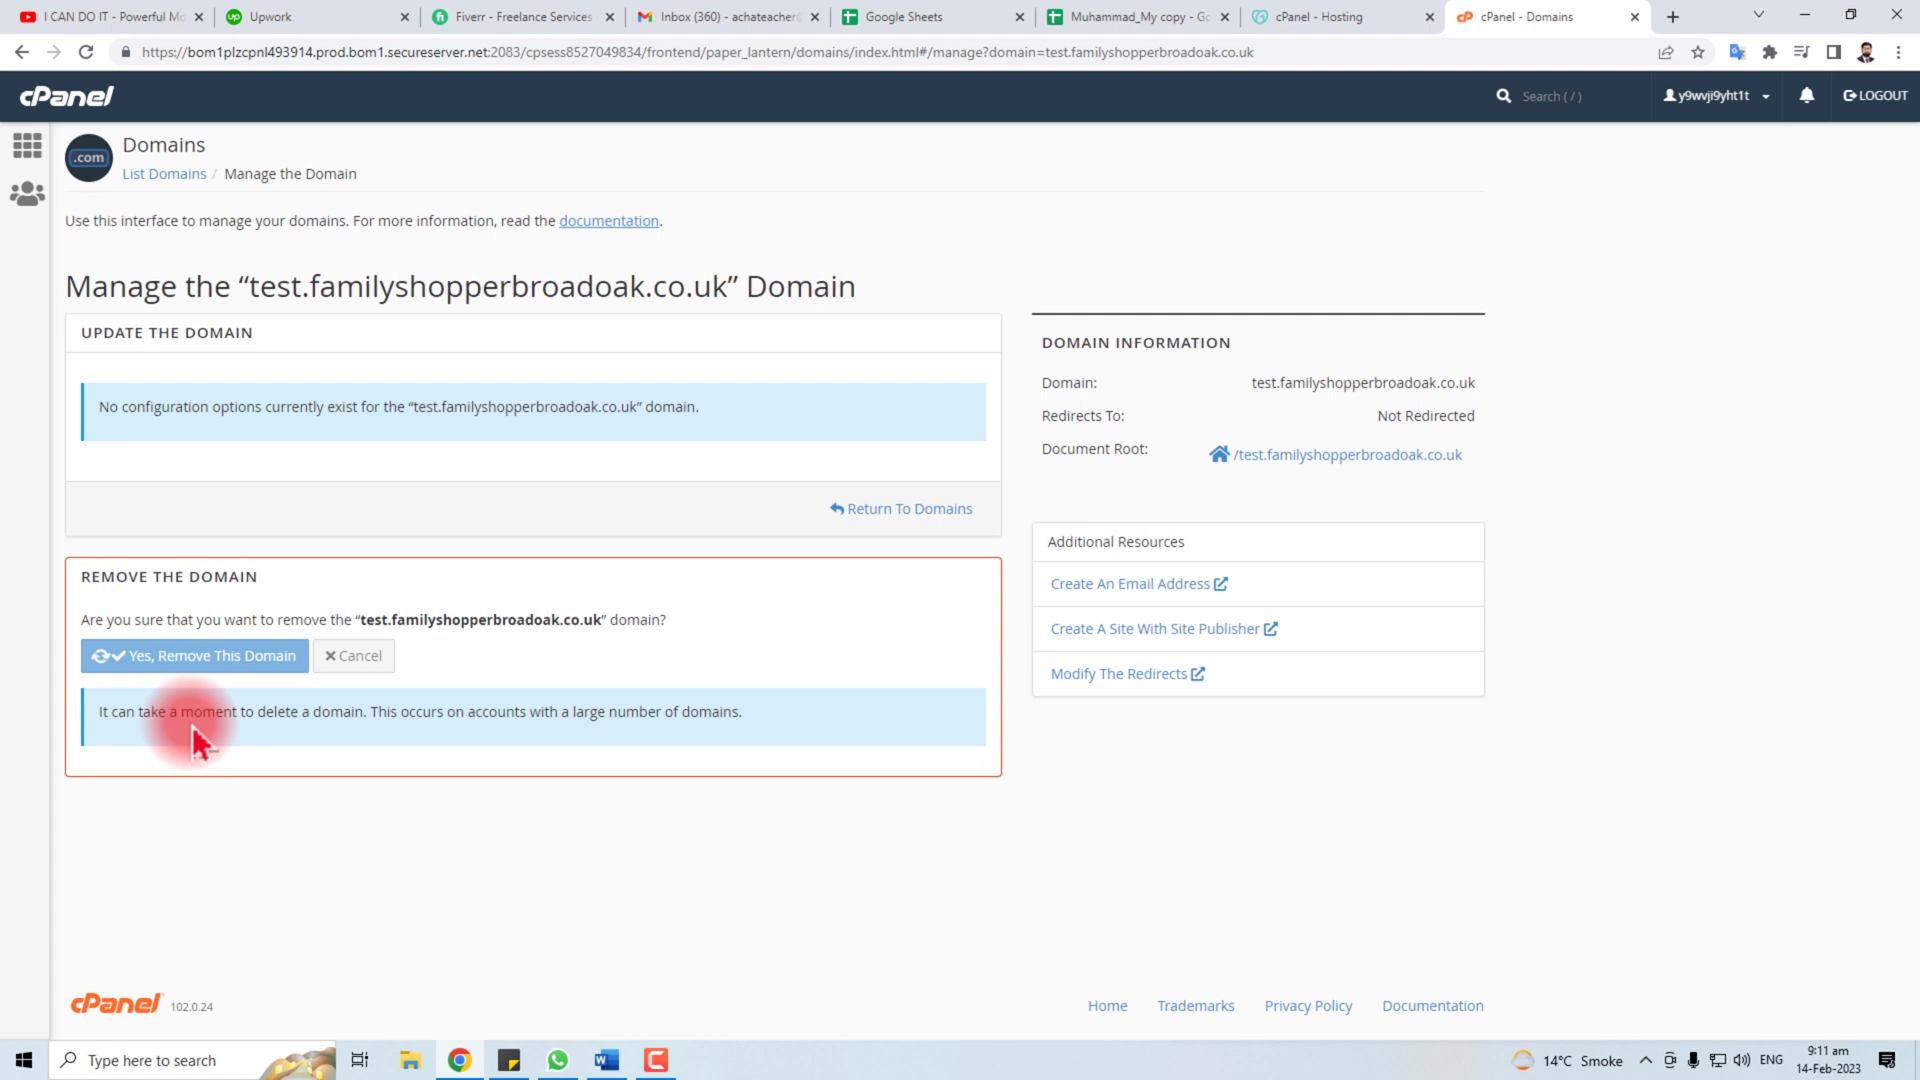 I CAN DO IT - Powerful Mo
Upwork
Fiverr - Freelance Services
Inbox (360) - achateacher@
Google Sheets
Muhammad_My copy - Go
cPanel - Hosting
cPanel - Domains
https://bom1plzcpnl493914.prod.bom1.secureserver.net:2083/cpsess8527049834/frontend/paper_lantern/domains/index.html#/manage?domain=test.familyshopperbroadoak.co.uk
cPanel
Search ( / )
y9wvji9yht1t
LOGOUT
.com
Domains
List Domains / Manage the Domain
Use this interface to manage your domains. For more information, read the documentation.
Manage the “test.familyshopperbroadoak.co.uk” Domain
UPDATE THE DOMAIN
No configuration options currently exist for the “test.familyshopperbroadoak.co.uk” domain.
Return To Domains
REMOVE THE DOMAIN
Are you sure that you want to remove the “test.familyshopperbroadoak.co.uk” domain?
Yes, Remove This Domain
Cancel
It can take a moment to delete a domain. This occurs on accounts with a large number of domains.
DOMAIN INFORMATION
Domain: test.familyshopperbroadoak.co.uk
Redirects To: Not Redirected
Document Root: /test.familyshopperbroadoak.co.uk
Additional Resources
Create An Email Address
Create A Site With Site Publisher
Modify The Redirects
cPanel 102.0.24
Home Trademarks Privacy Policy Documentation
Type here to search
14°C Smoke
ENG
9:11 am
14-Feb-2023